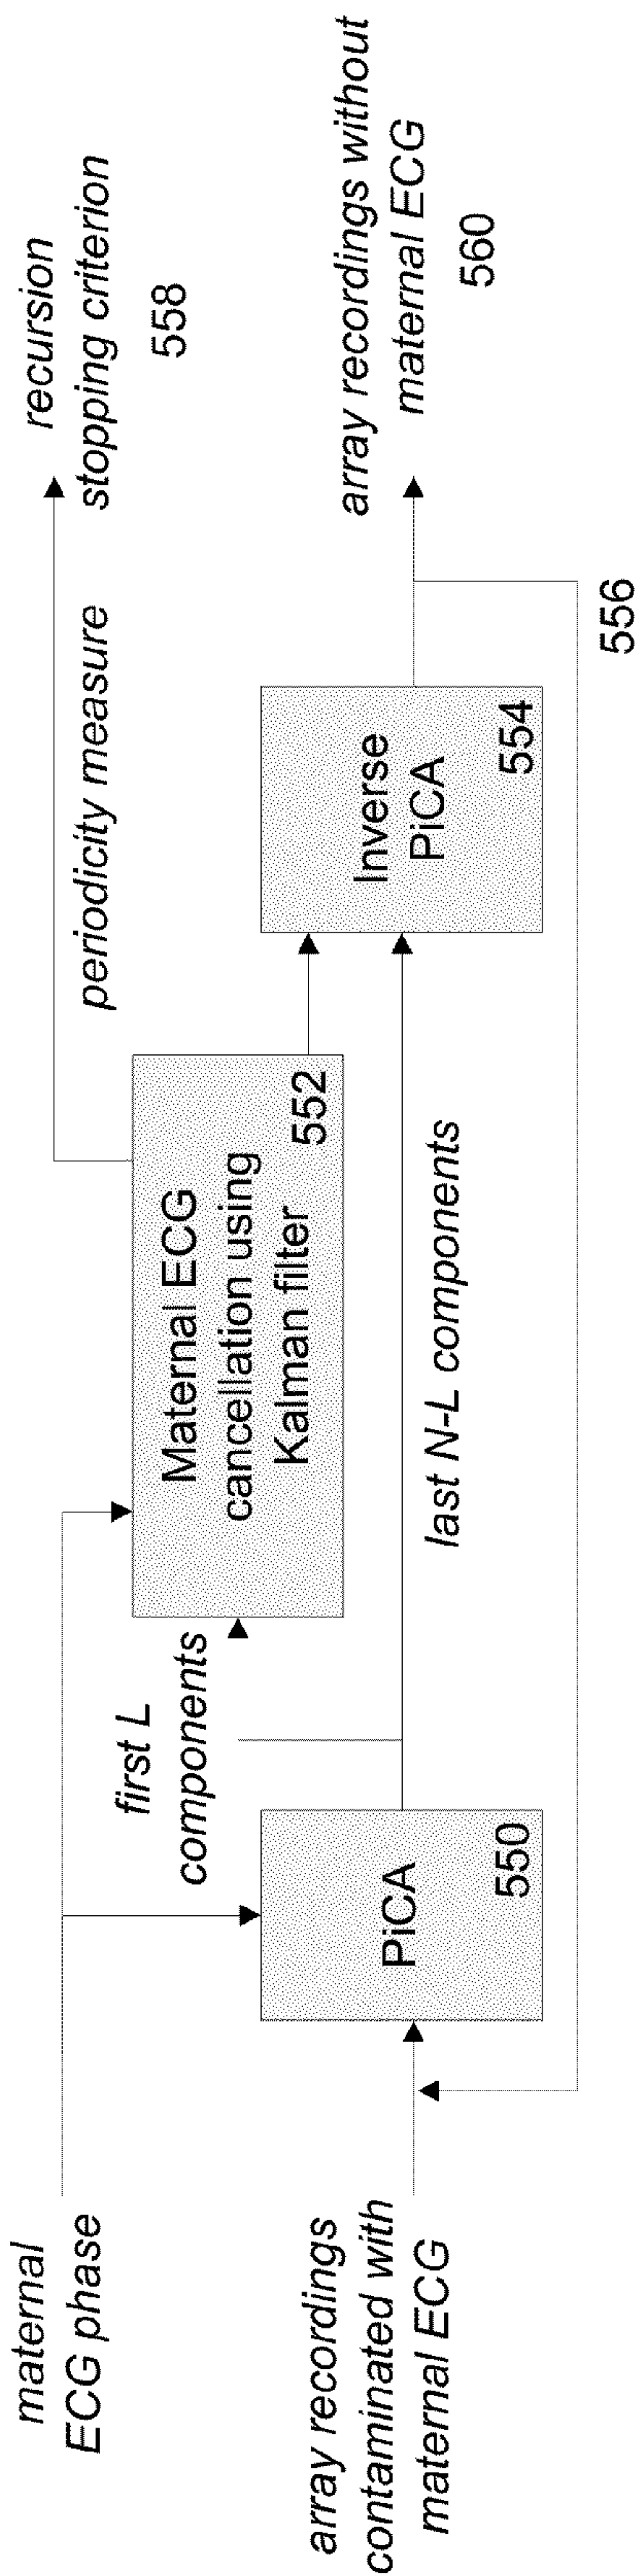 maternal
ECG phase
array recordings
contaminated with
maternal ECG
PiCA
550
first L
components
Maternal ECG
cancellation using
Kalman filter
552
last N-L components
periodicity measure
Inverse
PiCA
554
556
recursion
stopping criterion
558
array recordings without
maternal ECG
560